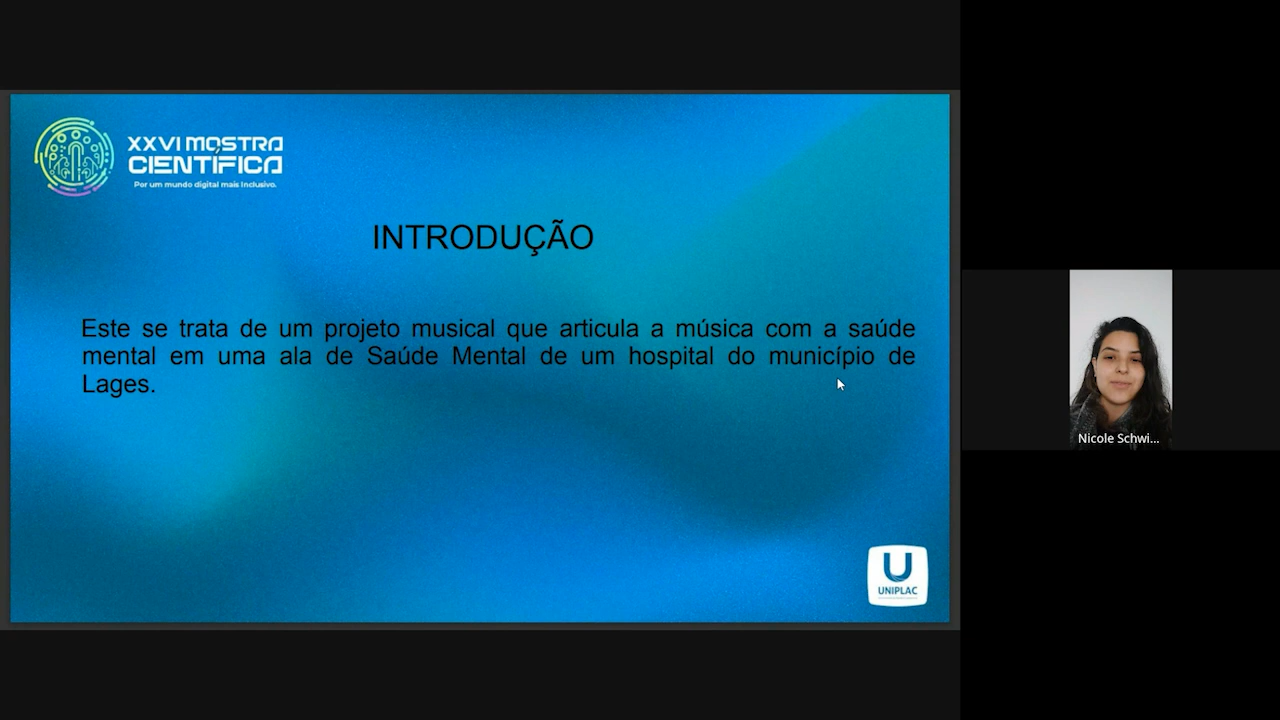 XXVI MOSTRA
CIENTÍFICA
Por um mundo digital mais Inclusivo.
INTRODUÇÃO
Este se trata de um projeto musical que articula a música com a saúde
mental em uma ala de Saúde Mental de um hospital do município de
Lages.
Nicole Schwi...
U
UNIPLAC